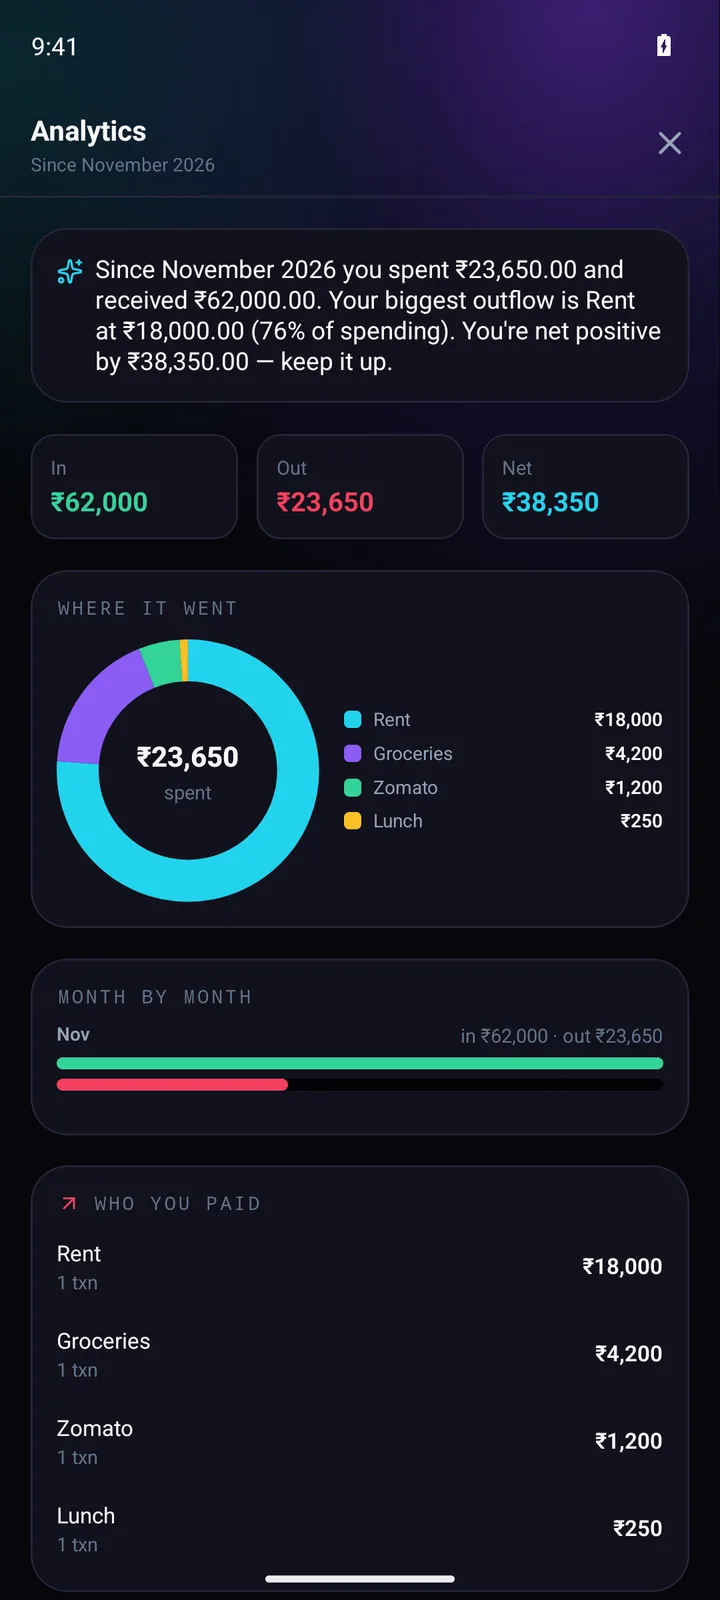 9:41
Analytics
Since November 2026
Since November 2026 you spent ₹23,650.00 and
received ₹62,000.00. Your biggest outflow is Rent
at ₹18,000.00 (76% of spending). You're net positive
by ₹38,350.00 — keep it up.
In
₹62,000
Out
₹23,650
Net
₹38,350
WHERE IT WENT
₹23,650
spent
Rent ₹18,000
Groceries ₹4,200
Zomato ₹1,200
Lunch ₹250
MONTH BY MONTH
Nov in ₹62,000 · out ₹23,650
WHO YOU PAID
Rent
1 txn
₹18,000
Groceries
1 txn
₹4,200
Zomato
1 txn
₹1,200
Lunch
1 txn
₹250